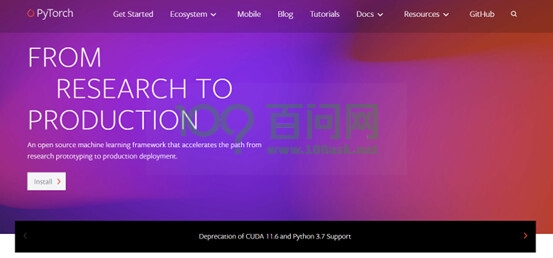 PyTorch
Get Started Ecosystem Mobile Blog Tutorials Docs Resources GitHub
FROM
RESEARCH TO
PRODUCTION
An open source machine learning framework that accelerates the path from
research prototyping to production deployment.
Install
100 百问网
www.100ask.net
Deprecation of CUDA 11.6 and Python 3.7 Support